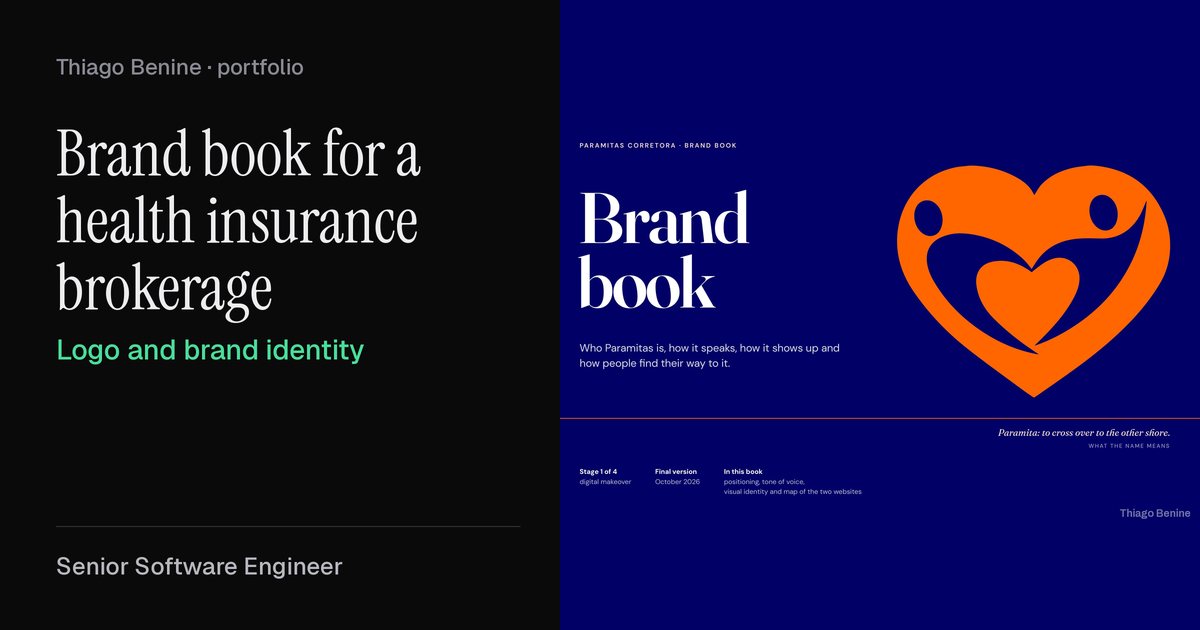 Thiago Benine · portfolio
Brand book for a
health insurance
brokerage
Logo and brand identity
Senior Software Engineer
PARAMITAS CORRETORA · BRAND BOOK
Brand
book
Who Paramitas is, how it speaks, how it shows up and
how people find their way to it.
Paramita: to cross over to the other shore.
WHAT THE NAME MEANS
Stage 1 of 4
digital makeover
Final version
October 2026
In this book
positioning, tone of voice,
visual identity and map of the two websites
Thiago Benine